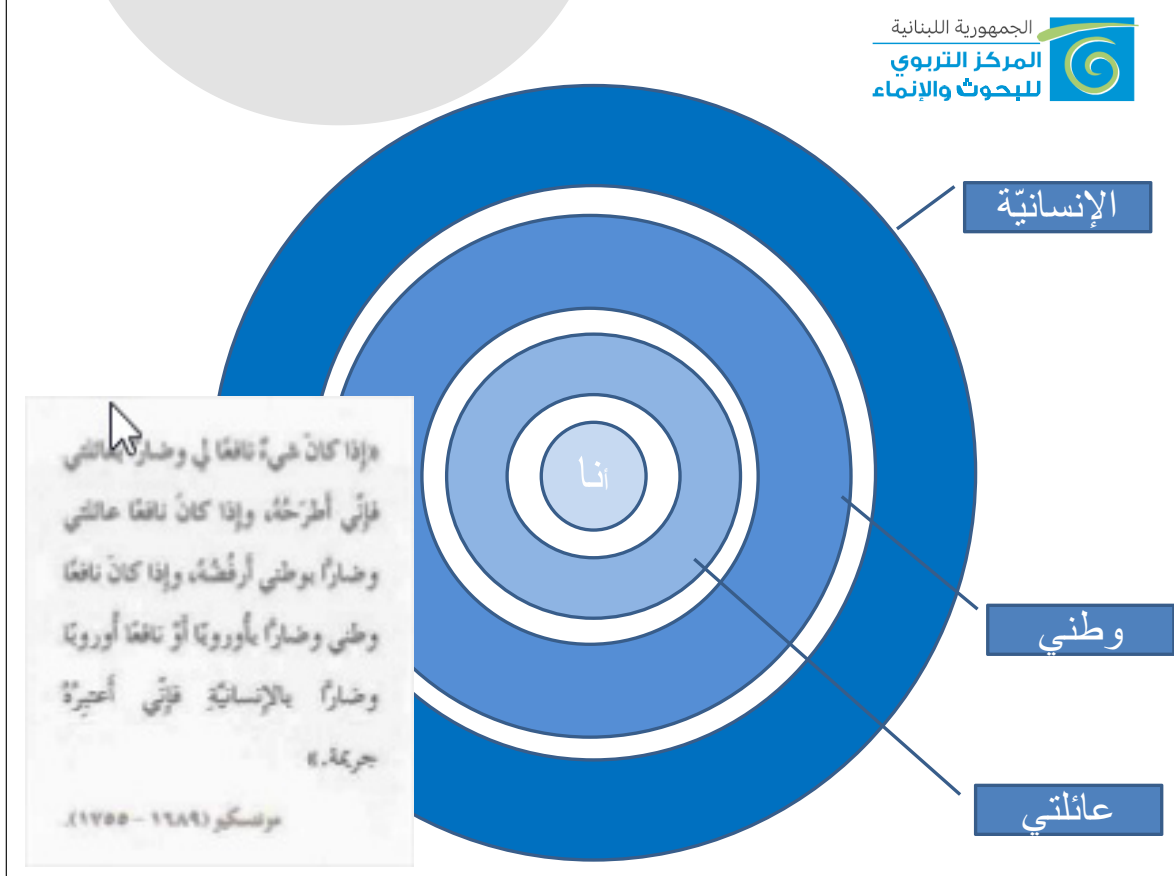 الجمهورية اللبنانية
المركز التربوي
للبحوث والإنماء
الإنسانيّة
أنا
«إذا كانَ شيءٌ نافعًا لي وضارًا بعائلتي
فإنّي أطرَحُهُ، وإذا كانَ نافعًا عائلتي
وضارًا بوطني أرفُضُهُ، وإذا كانَ نافعًا
وطني وضارًا بأوروبّا أوْ نافعًا أوروبّا
وضارًا بالإنسانيّةِ فإنّي أعتبرُهُ
جريمة.»
مونتسكيو (١٦٨٩ – ١٧٥٥).
وطني
عائلتي